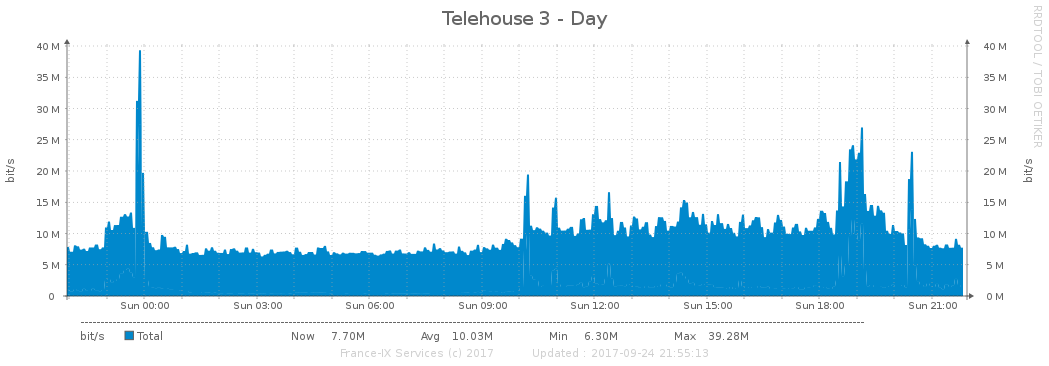 Telehouse 3 - Day
RRDTOOL / TOBI OETIKER
bit/s
bit/s
40 M 40 M
35 M 35 M
30 M 30 M
25 M 25 M
20 M 20 M
15 M 15 M
10 M 10 M
5 M 5 M
0 0 M
Sun 00:00 Sun 03:00 Sun 06:00 Sun 09:00 Sun 12:00 Sun 15:00 Sun 18:00 Sun 21:00
bit/s Total Now 7.70M Avg 10.03M Min 6.30M Max 39.28M
France-IX Services (c) 2017 Updated : 2017-09-24 21:55:13